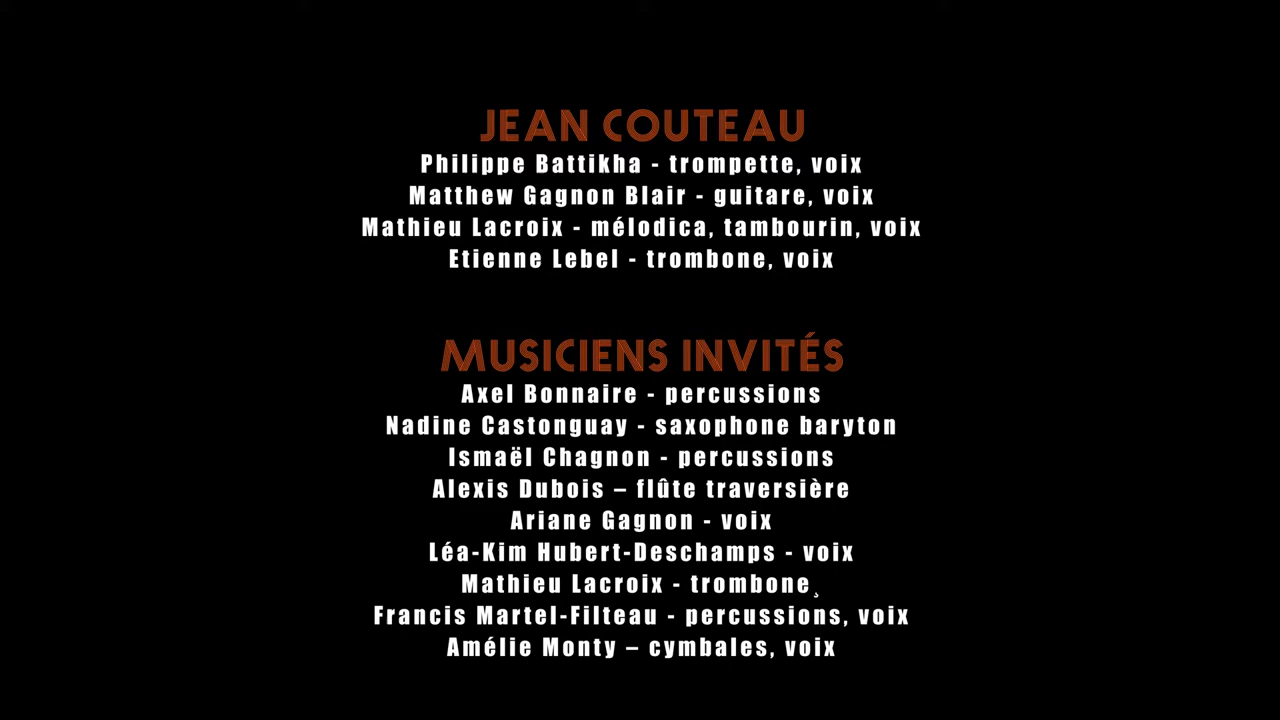 JEAN COUTEAU
Philippe Battikha - trompette, voix
Matthew Gagnon Blair - guitare, voix
Mathieu Lacroix - mélodica, tambourin, voix
Etienne Lebel - trombone, voix
MUSICIENS INVITÉS
Axel Bonnaire - percussions
Nadine Castonguay - saxophone baryton
Ismaël Chagnon - percussions
Alexis Dubois – flûte traversière
Ariane Gagnon - voix
Léa-Kim Hubert-Deschamps - voix
Mathieu Lacroix - trombone¸
Francis Martel-Filteau - percussions, voix
Amélie Monty – cymbales, voix